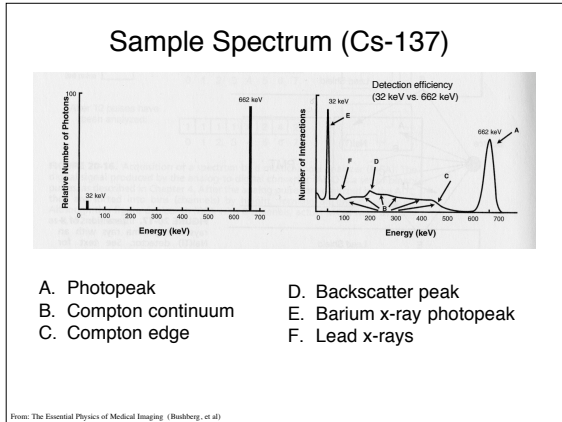 Sample Spectrum (Cs-137)
100
Relative Number of Photons
662 keV
32 keV
0 100 200 300 400 500 600 700
Energy (keV)
Detection efficiency
(32 keV vs. 662 keV)
Number of Interactions
32 keV
E
F
D
C
B
662 keV
A
0 100 200 300 400 500 600 700
Energy (keV)
A. Photopeak
B. Compton continuum
C. Compton edge
D. Backscatter peak
E. Barium x-ray photopeak
F. Lead x-rays
From: The Essential Physics of Medical Imaging (Bushberg, et al)